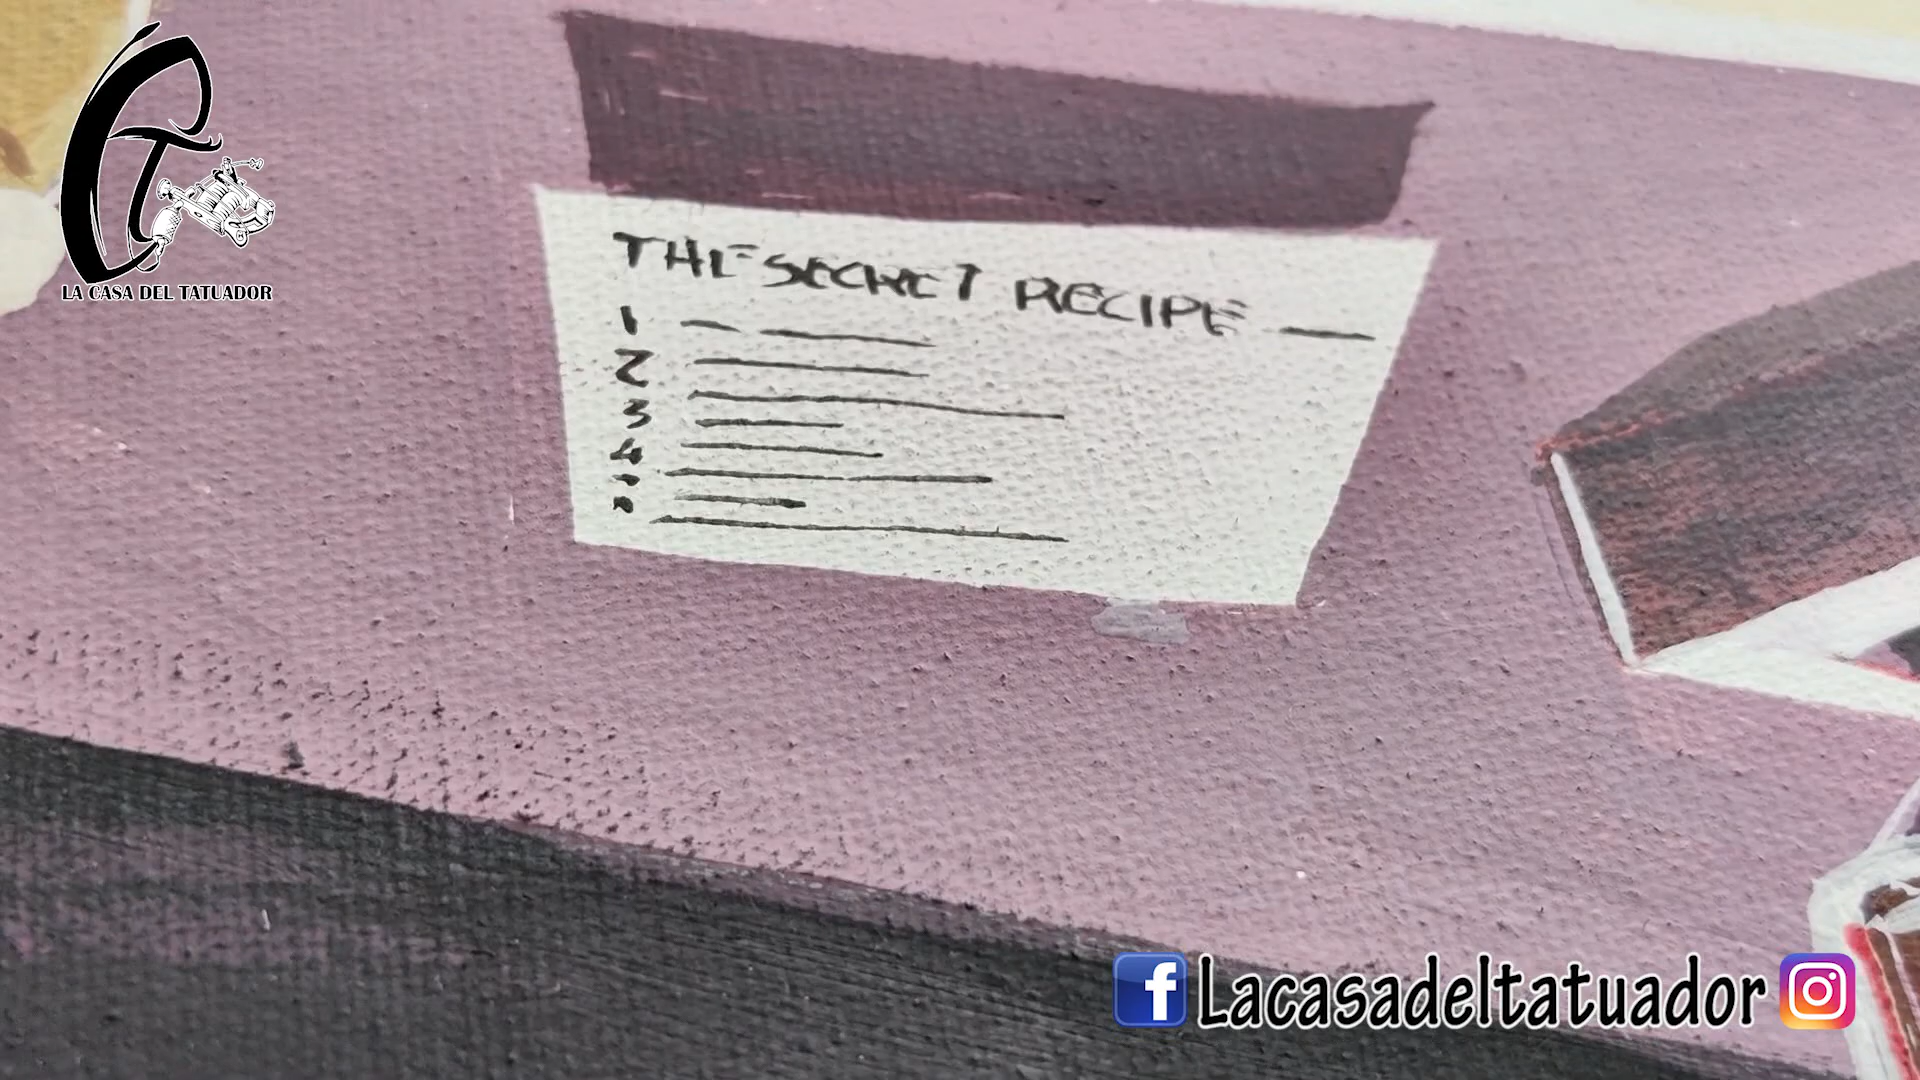 LA CASA DEL TATUADOR
THE SECRET RECIPE
1
2
3
4
Lacasadeltatuador